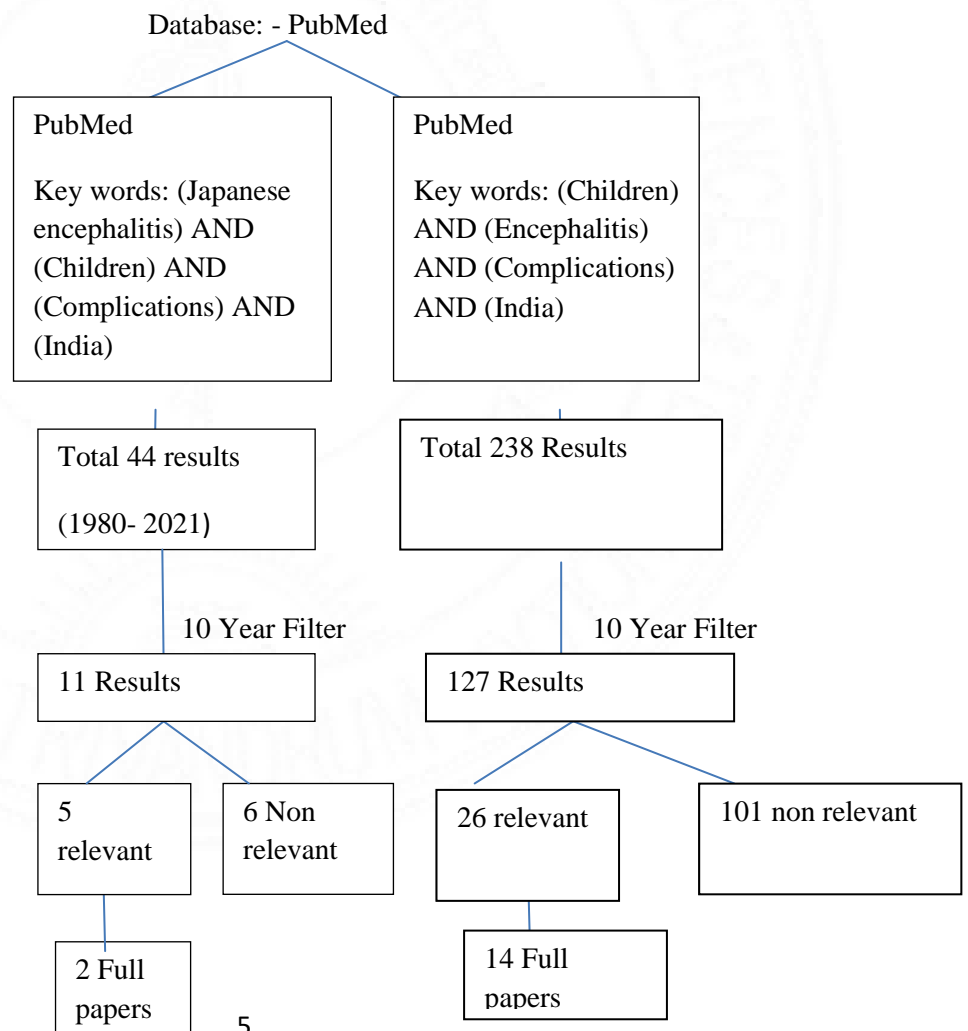 Database: - PubMed
PubMed
Key words: (Japanese
encephalitis) AND
(Children) AND
(Complications) AND
(India)
PubMed
Key words: (Children)
AND (Encephalitis)
AND (Complications)
AND (India)
Total 44 results
(1980- 2021)
Total 238 Results
10 Year Filter
10 Year Filter
11 Results
127 Results
5
relevant
6 Non
relevant
26 relevant
101 non relevant
2 Full
papers
14 Full
papers
5